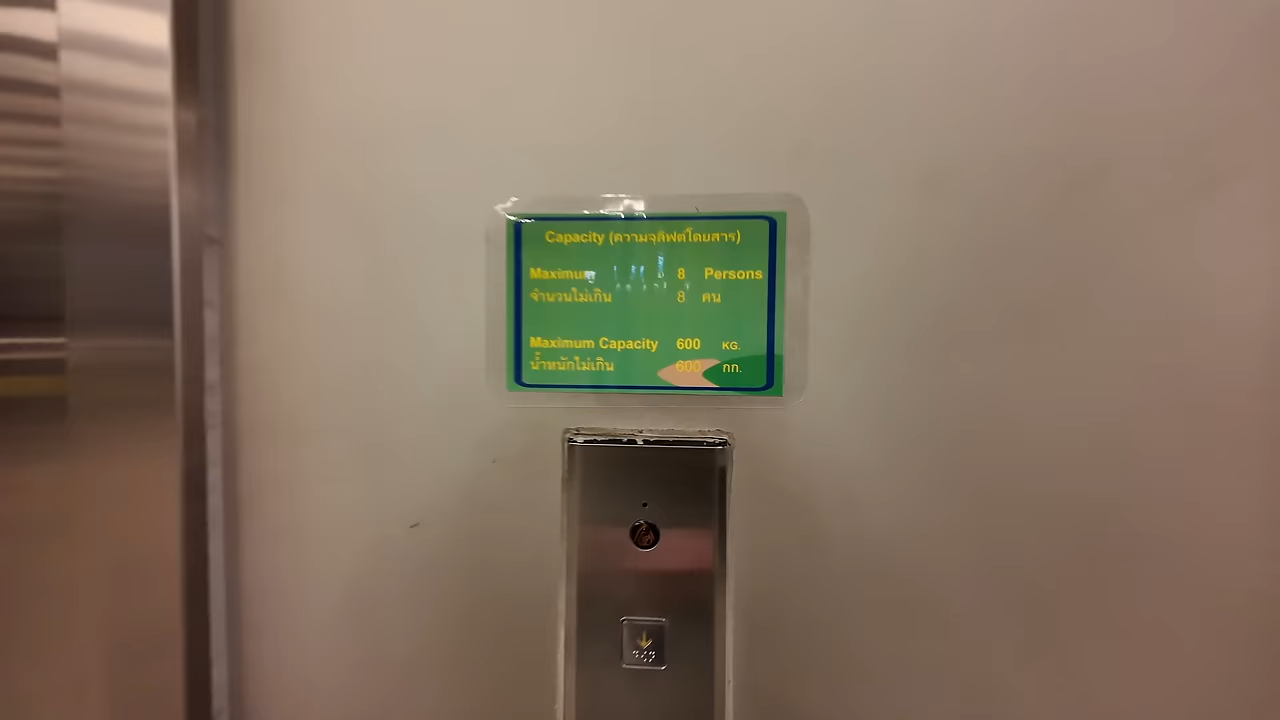 Capacity (ความจุลิฟต์โดยสาร)
Maximum 8 Persons
จำนวนไม่เกิน 8 คน
Maximum Capacity 600 KG.
น้ำหนักไม่เกิน 600 กก.